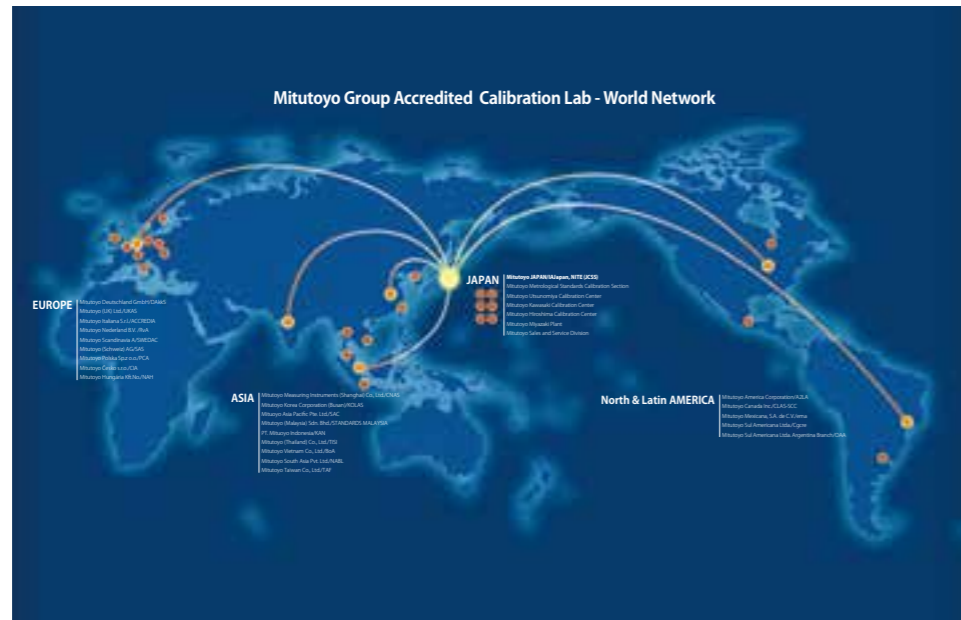 Mitutoyo Group Accredited Calibration Lab - World Network
JAPAN
Mitutoyo JAPAN/IAJapan, NITE (JCSS)
Mitutoyo Metrological Standards Calibration Section
Mitutoyo Utsunomiya Calibration Center
Mitutoyo Kawasaki Calibration Center
Mitutoyo Hiroshima Calibration Center
Mitutoyo Miyazaki Plant
Mitutoyo Sales and Service Division
EUROPE
Mitutoyo Deutschland GmbH/DAkkS
Mitutoyo (UK) Ltd./UKAS
Mitutoyo Italiana S.r.l./ACCREDIA
Mitutoyo Nederland B.V. /RvA
Mitutoyo Scandinavia A/SWEDAC
Mitutoyo (Schweiz) AG/SAS
Mitutoyo Polska Sp.z o.o./PCA
Mitutoyo Česko s.r.o./CIA
Mitutoyo Hungária Kft./NAH
ASIA
Mitutoyo Measuring Instruments (Shanghai) Co., Ltd./CNAS
Mitutoyo Korea Corporation (Busan)/KOLAS
Mitutoyo Asia Pacific Pte. Ltd./SAC
Mitutoyo (Malaysia) Sdn. Bhd./STANDARDS MALAYSIA
PT. Mitutoyo Indonesia/KAN
Mitutoyo (Thailand) Co., Ltd./TISI
Mitutoyo Vietnam Co., Ltd./BoA
Mitutoyo South Asia Pvt. Ltd./NABL
Mitutoyo Taiwan Co., Ltd./TAF
North & Latin AMERICA
Mitutoyo America Corporation/A2LA
Mitutoyo Canada Inc./CLAS-SCC
Mitutoyo Mexicana, S.A. de C.V./ema
Mitutoyo Sul Americana Ltda./Cgcre
Mitutoyo Sul Americana Ltda. Argentina Branch/OAA